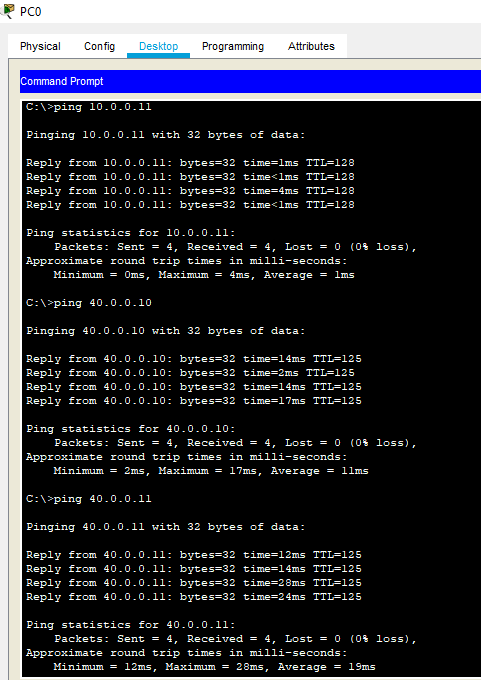 PC0
Physical Config Desktop Programming Attributes
Command Prompt
C:\>ping 10.0.0.11
Pinging 10.0.0.11 with 32 bytes of data:
Reply from 10.0.0.11: bytes=32 time=1ms TTL=128
Reply from 10.0.0.11: bytes=32 time<1ms TTL=128
Reply from 10.0.0.11: bytes=32 time=4ms TTL=128
Reply from 10.0.0.11: bytes=32 time<1ms TTL=128
Ping statistics for 10.0.0.11:
Packets: Sent = 4, Received = 4, Lost = 0 (0% loss),
Approximate round trip times in milli-seconds:
Minimum = 0ms, Maximum = 4ms, Average = 1ms
C:\>ping 40.0.0.10
Pinging 40.0.0.10 with 32 bytes of data:
Reply from 40.0.0.10: bytes=32 time=14ms TTL=125
Reply from 40.0.0.10: bytes=32 time=2ms TTL=125
Reply from 40.0.0.10: bytes=32 time=14ms TTL=125
Reply from 40.0.0.10: bytes=32 time=17ms TTL=125
Ping statistics for 40.0.0.10:
Packets: Sent = 4, Received = 4, Lost = 0 (0% loss),
Approximate round trip times in milli-seconds:
Minimum = 2ms, Maximum = 17ms, Average = 11ms
C:\>ping 40.0.0.11
Pinging 40.0.0.11 with 32 bytes of data:
Reply from 40.0.0.11: bytes=32 time=12ms TTL=125
Reply from 40.0.0.11: bytes=32 time=14ms TTL=125
Reply from 40.0.0.11: bytes=32 time=28ms TTL=125
Reply from 40.0.0.11: bytes=32 time=24ms TTL=125
Ping statistics for 40.0.0.11:
Packets: Sent = 4, Received = 4, Lost = 0 (0% loss),
Approximate round trip times in milli-seconds:
Minimum = 12ms, Maximum = 28ms, Average = 19ms